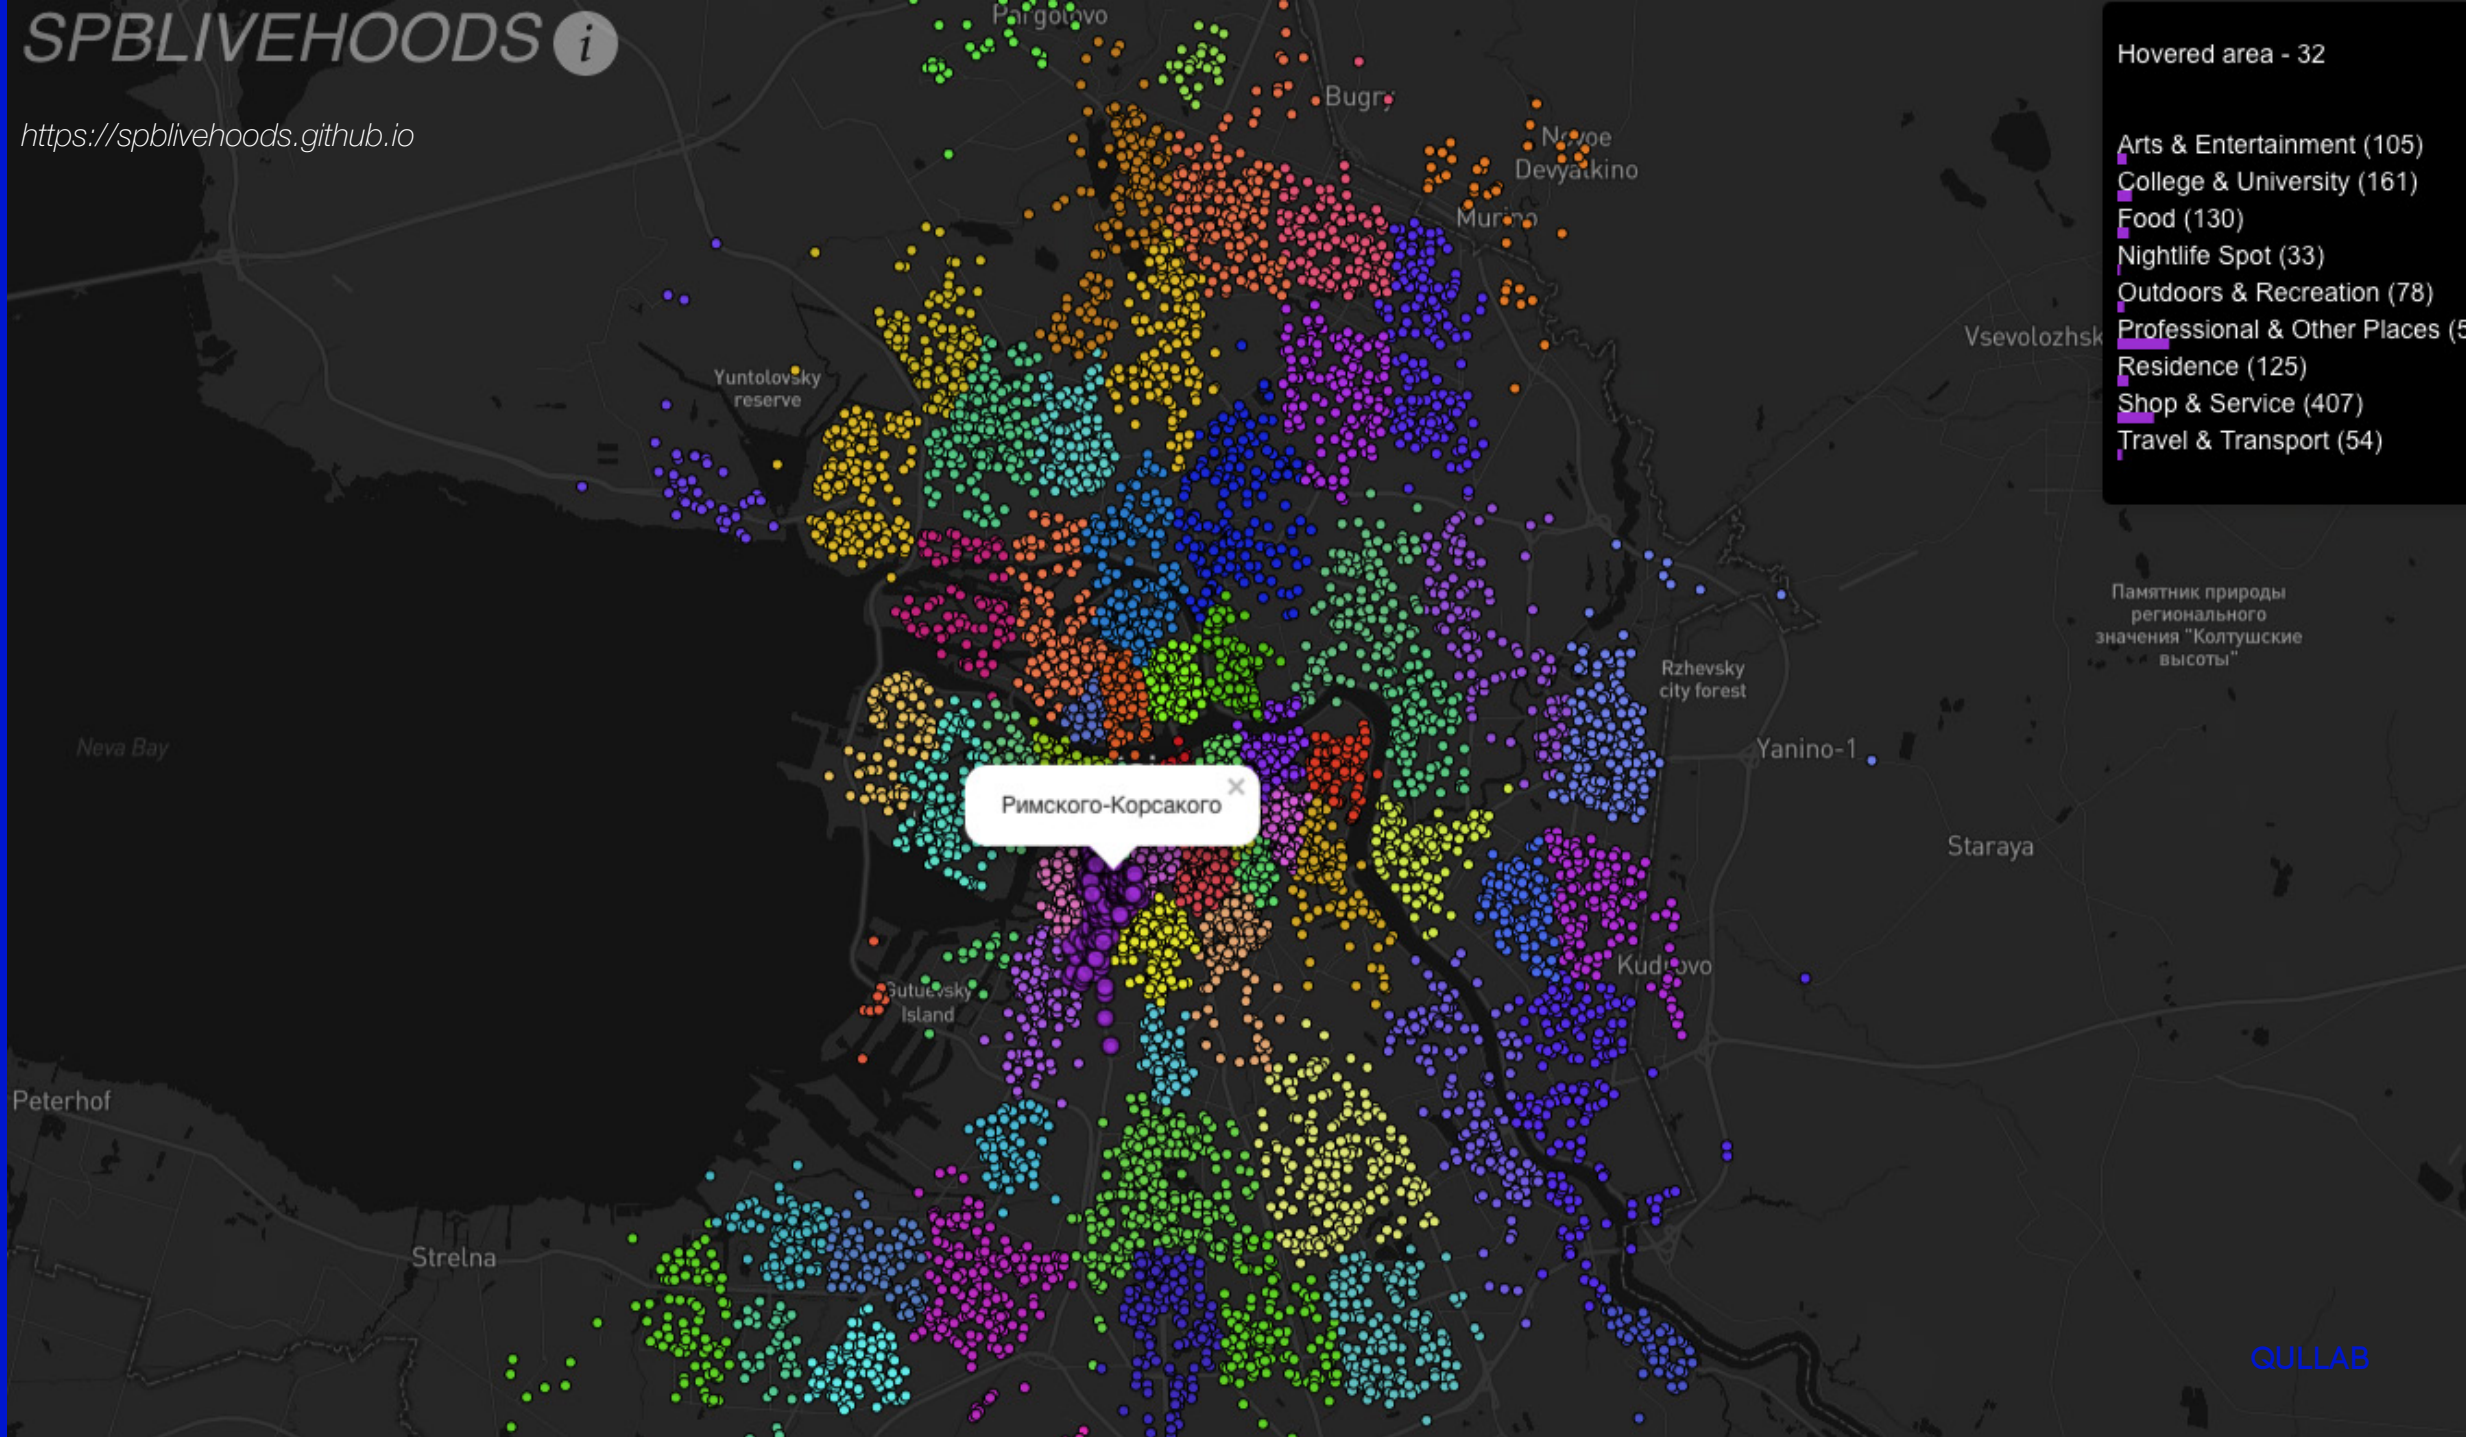 SPBLIVEHOODS i
https://spblivehoods.github.io
Pargolovo
Bugry
Novoe
Devyatkino
Murino
Vsevolozhsk
Yuntolovsky
reserve
Памятник природы
регионального
значения "Колтушские
высоты"
Rzhevsky
city forest
Neva Bay
Yanino-1
Римского-Корсакого
×
Staraya
Kudrovo
Gutuevsky
Island
Peterhof
Strelna
QULLAB
Hovered area - 32
Arts & Entertainment (105)
College & University (161)
Food (130)
Nightlife Spot (33)
Outdoors & Recreation (78)
Professional & Other Places (5
Residence (125)
Shop & Service (407)
Travel & Transport (54)